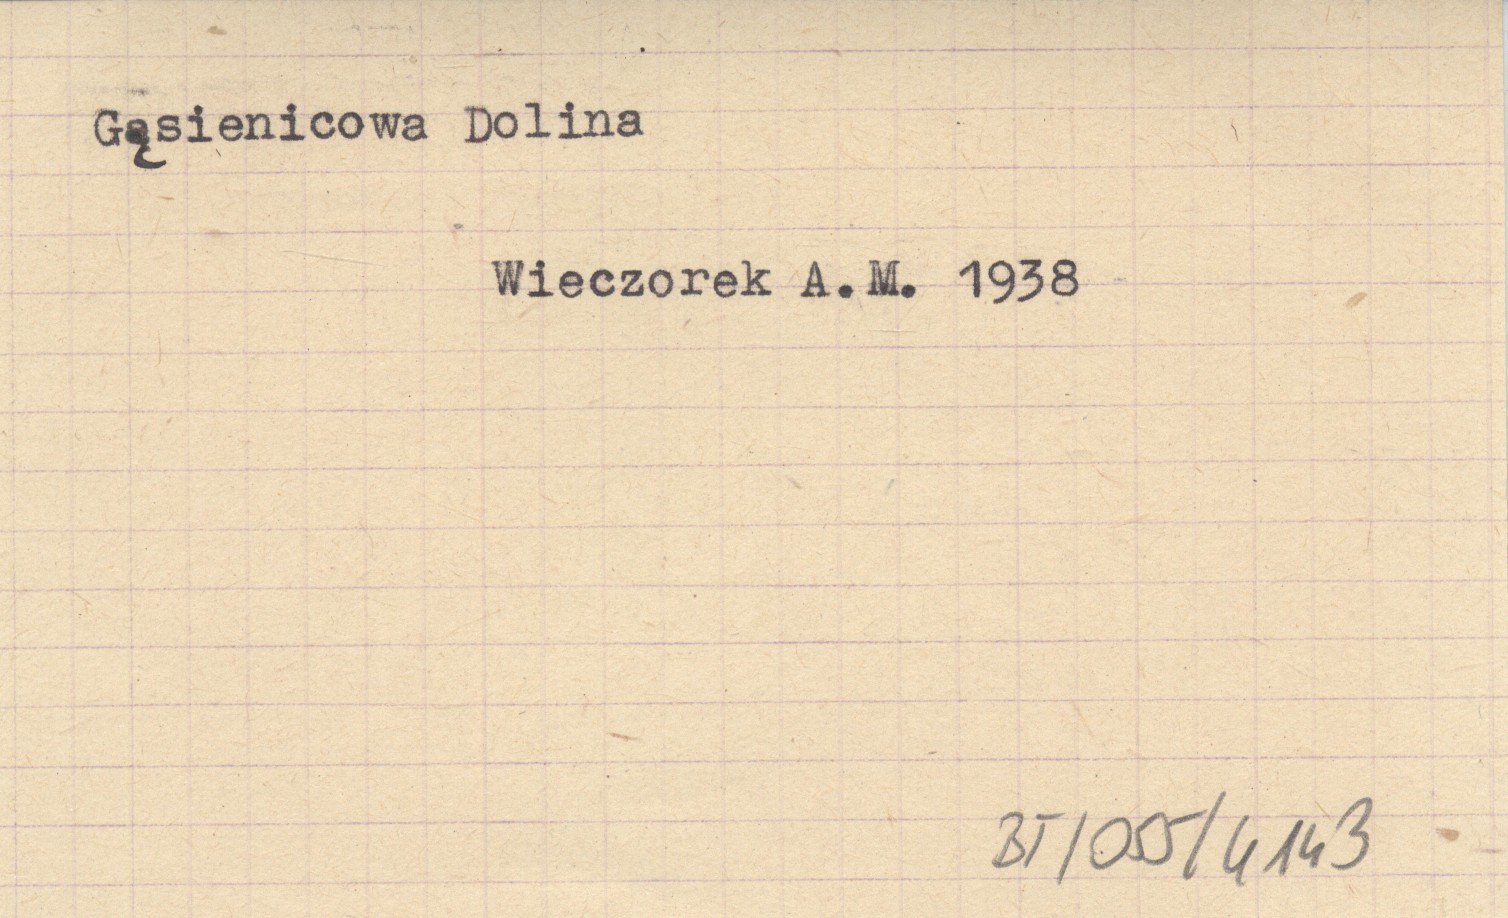 Gąsienicowa Dolina
Wieczorek A.M. 1938
BT/055/4143